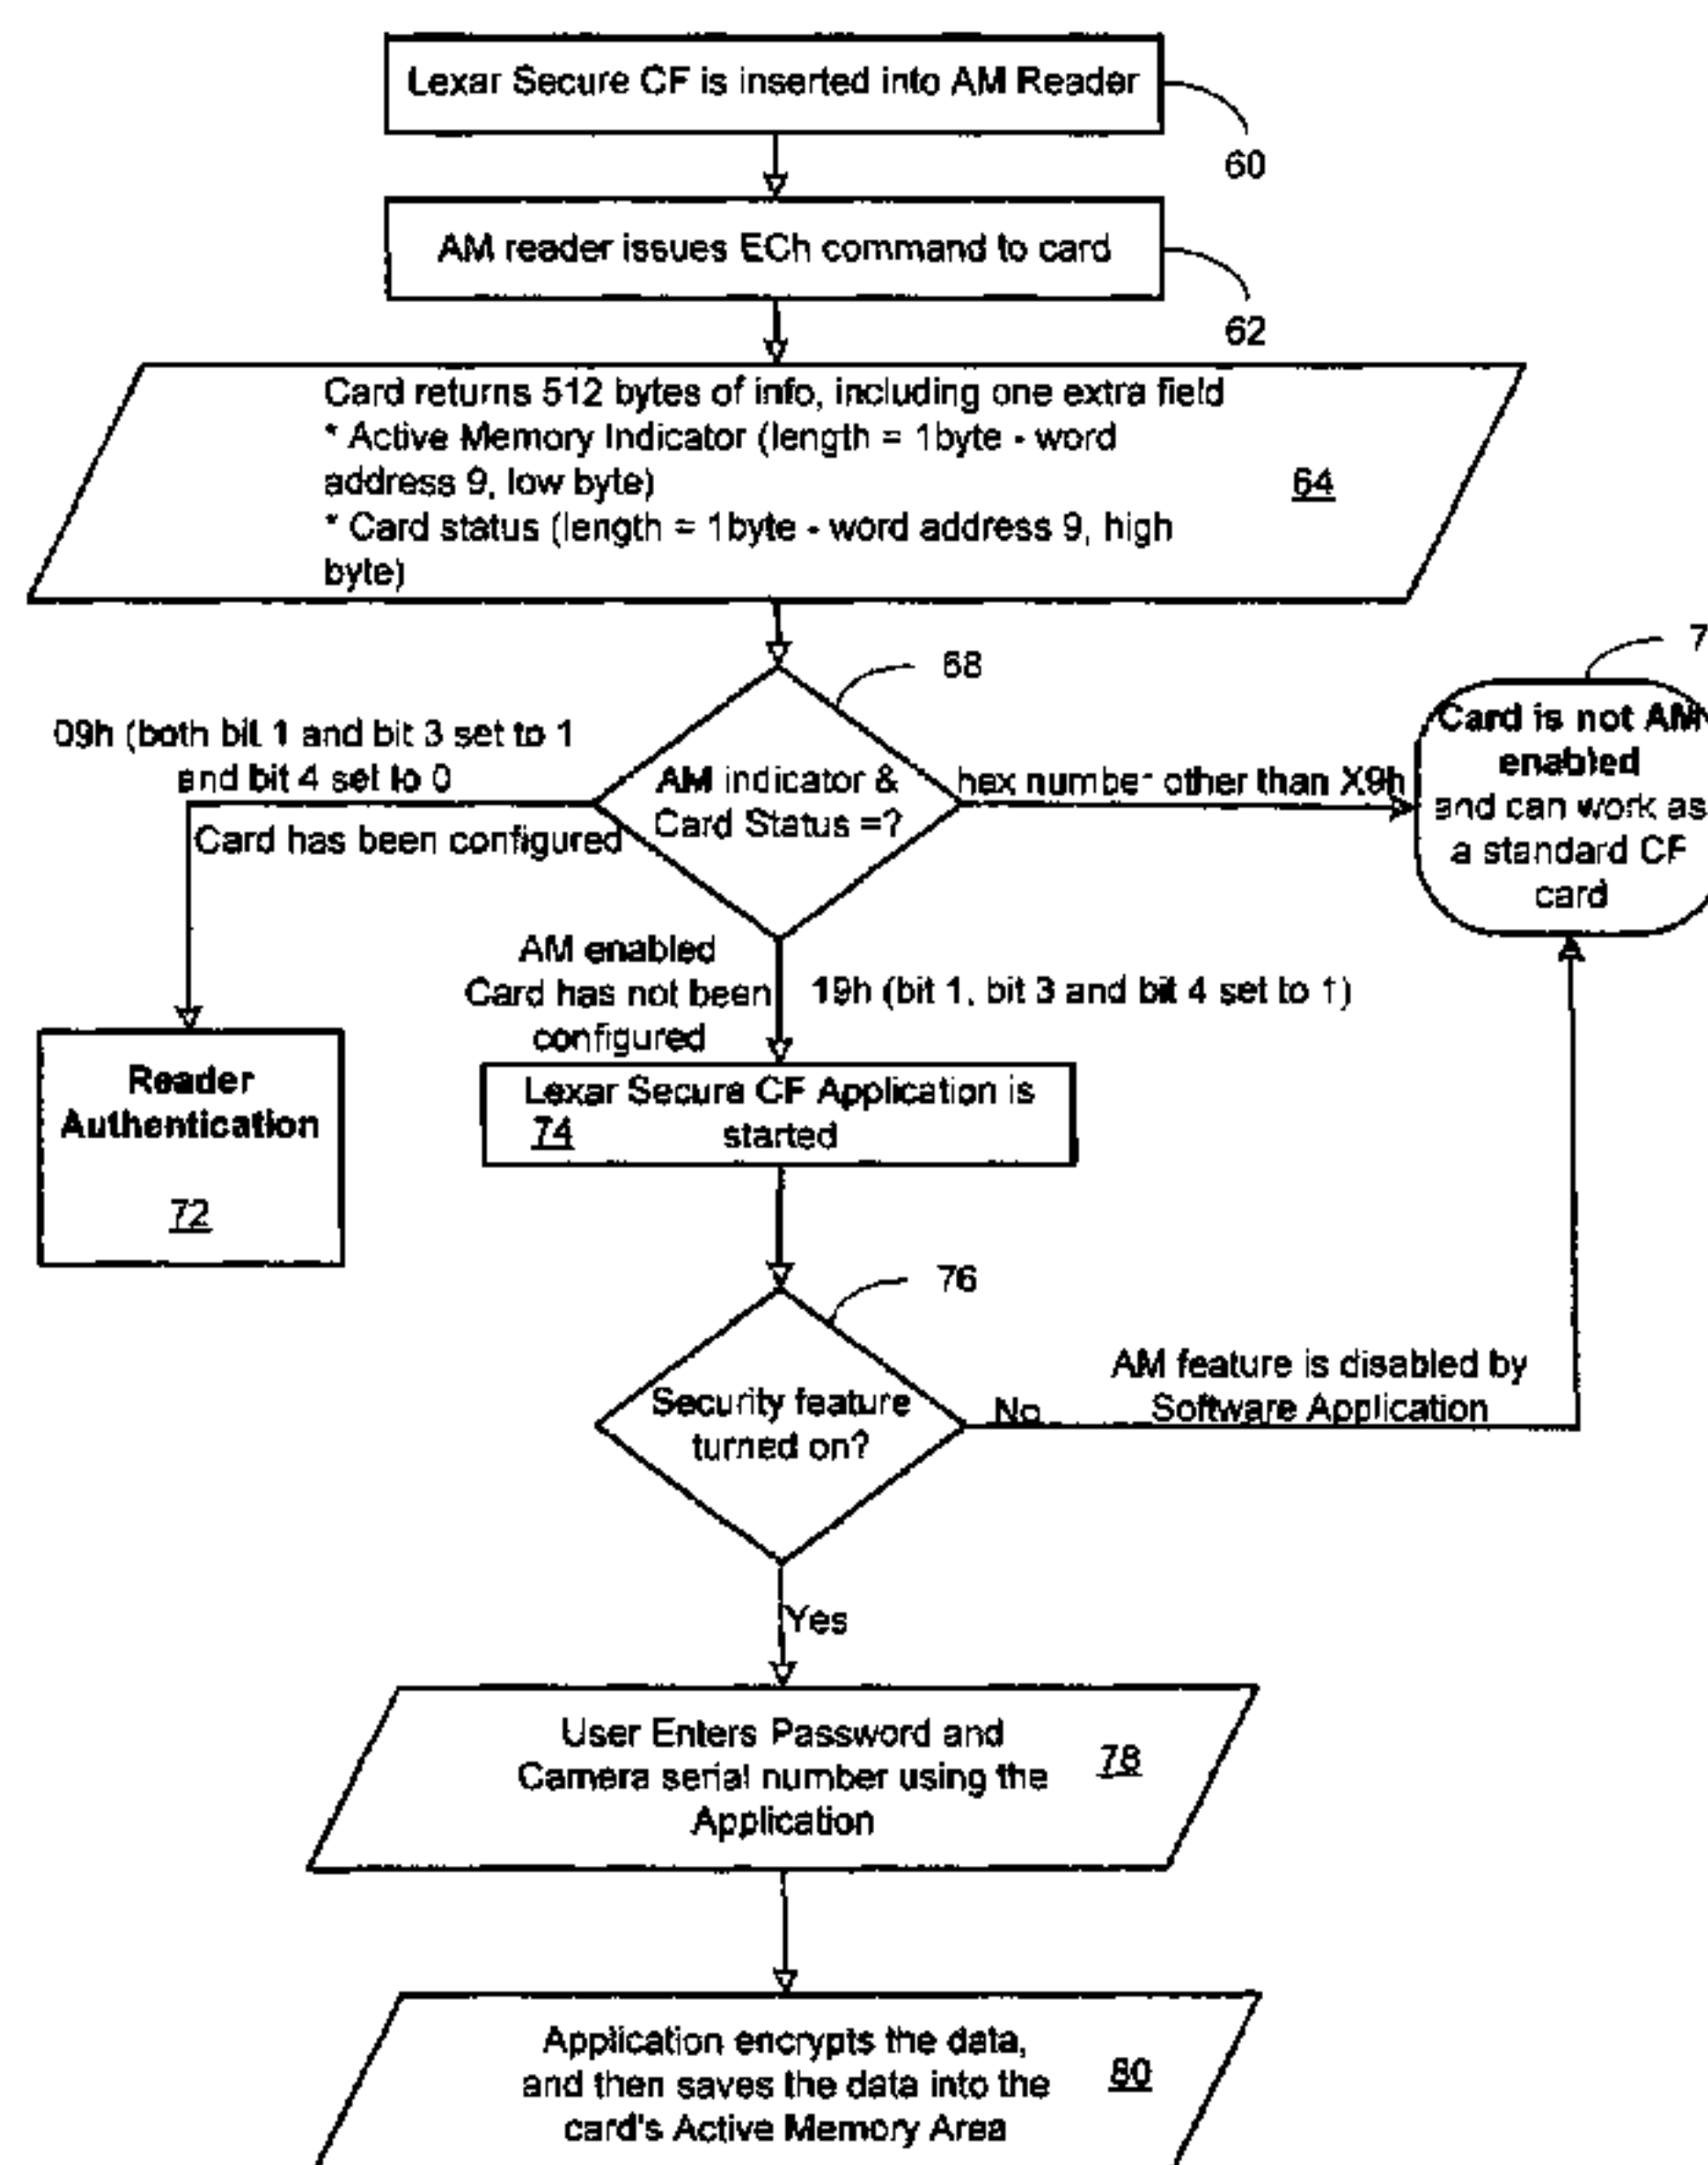 Lexar Secure CF is inserted into AM Reader
60
AM reader issues ECh command to card
62
Card returns 512 bytes of info, including one extra field
* Active Memory Indicator (length = 1byte - word
address 9, low byte)
* Card status (length = 1byte - word address 9, high
byte)
64
68
09h (both bit 1 and bit 3 set to 1
and bit 4 set to 0
Card has been configured
AM indicator &
Card Status =?
hex number other than X9h
7
Card is not AM
enabled
and can work as
a standard CF
card
AM enabled
Card has not been
configured
19h (bit 1, bit 3 and bit 4 set to 1)
Reader
Authentication
72
Lexar Secure CF Application is
started
74
76
Security feature
turned on?
No
AM feature is disabled by
Software Application
Yes
User Enters Password and
Camera serial number using the
Application
78
Application encrypts the data,
and then saves the data into the
card's Active Memory Area
80